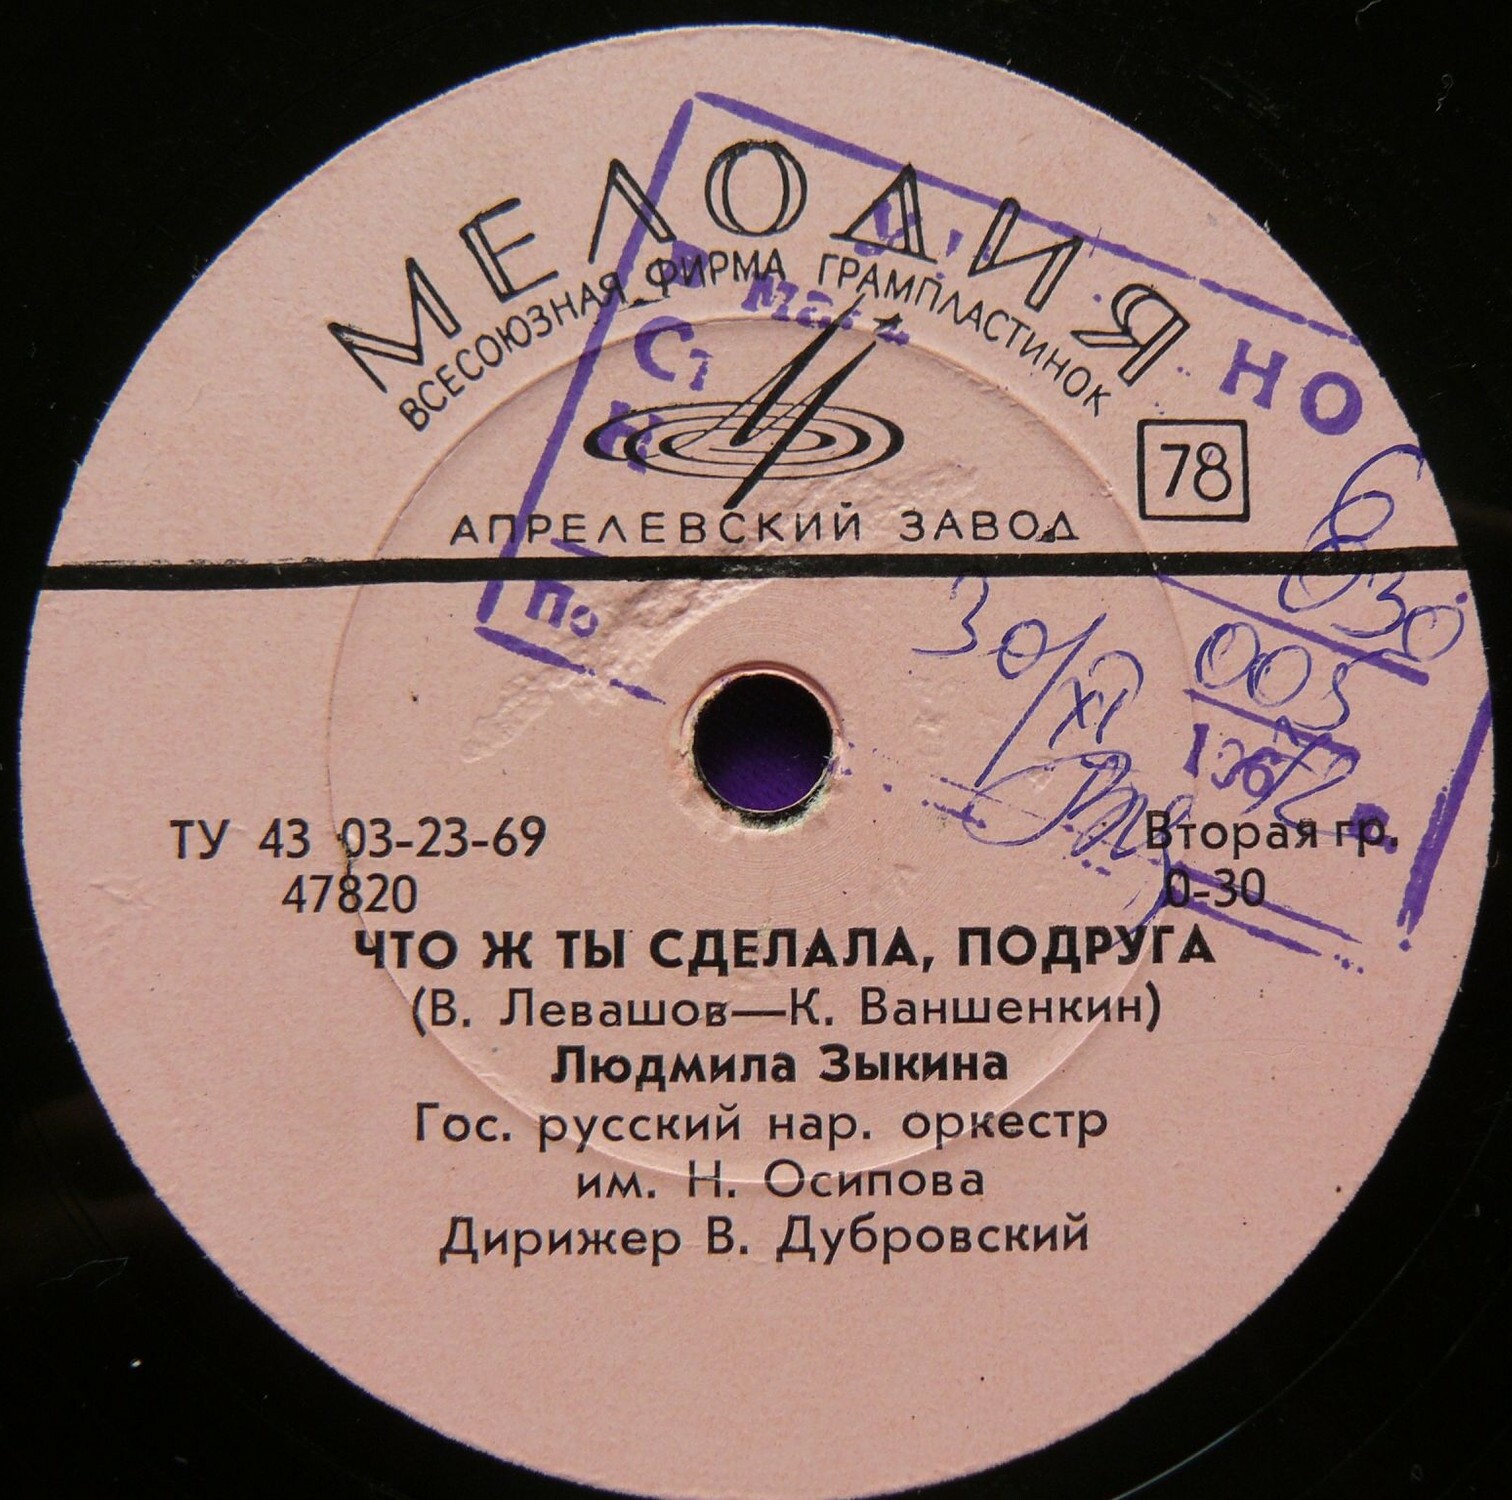 МЕЛОДИЯ
ВСЕСОЮЗНАЯ ФИРМА ГРАМПЛАСТИНОК
НО
78
АПРЕЛЕВСКИЙ ЗАВОД
По
30/XI
ТУ 43 03-23-69
Вторая гр.
47820
0-30
ЧТО Ж ТЫ СДЕЛАЛА, ПОДРУГА
(В. Левашов—К. Ваншенкин)
Людмила Зыкина
Гос. русский нар. оркестр
им. Н. Осипова
Дирижер В. Дубровский